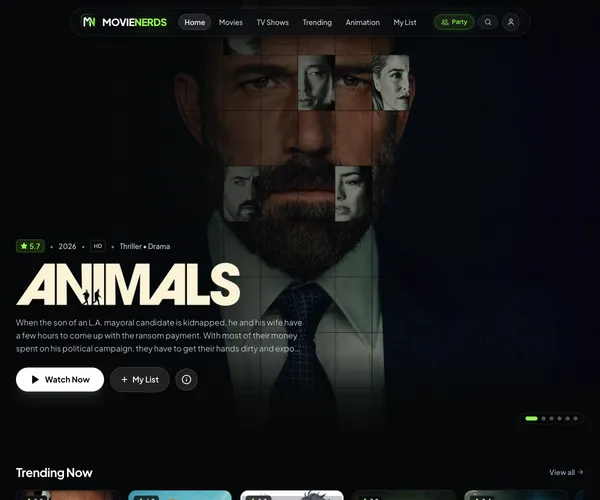 MN MOVIENERDS Home Movies TV Shows Trending Animation My List Party
5.7 • 2026 • HD • Thriller • Drama
ANIMALS
When the son of an L.A. mayoral candidate is kidnapped, he and his wife have
a few hours to come up with the ransom payment. With most of their money
spent on his political campaign, they have to get their hands dirty and expo...
Watch Now + My List
Trending Now View all →